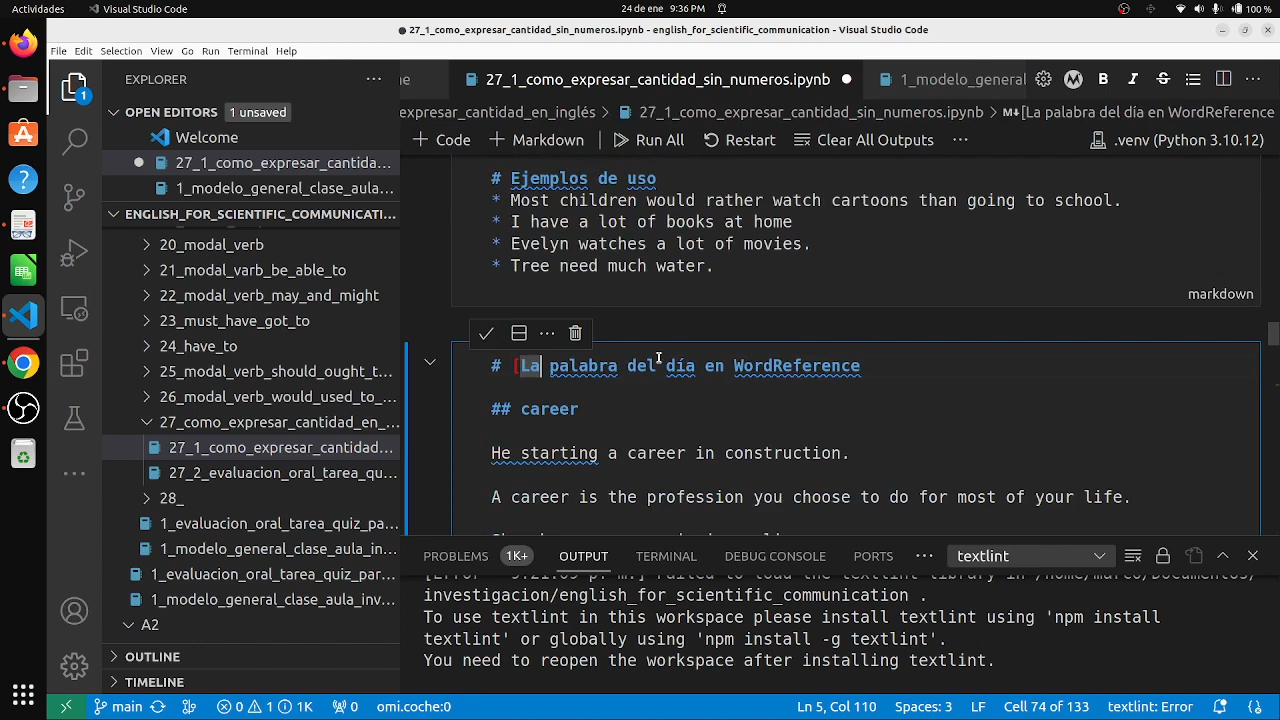 Actividades
Visual Studio Code
24 de ene 9:36 PM
100 %
27_1_como_expresar_cantidad_sin_numeros.ipynb - english_for_scientific_communication - Visual Studio Code
File Edit Selection View Go Run Terminal Help
EXPLORER
OPEN EDITORS 1 unsaved
Welcome
27_1_como_expresar_cantida...
1_modelo_general_clase_aula...
ENGLISH_FOR_SCIENTIFIC_COMMUNICATI...
20_modal_verb
21_modal_varb_be_able_to
22_modal_verb_may_and_might
23_must_have_got_to
24_have_to
25_modal_verb_should_ought_t...
26_modal_verb_would_used_to_...
27_como_expresar_cantidad_en_...
27_1_como_expresar_cantidad...
27_2_evaluacion_oral_tarea_qu...
28_
1_evaluacion_oral_tarea_quiz_pa...
1_modelo_general_clase_aula_in...
1_evaluacion_oral_tarea_quiz_par...
1_modelo_general_clase_aula_inv...
A2
OUTLINE
TIMELINE
ne
27_1_como_expresar_cantidad_sin_numeros.ipynb
1_modelo_general
expresar_cantidad_en_inglés > 27_1_como_expresar_cantidad_sin_numeros.ipynb > [La palabra del día en WordReference
Code Markdown Run All Restart Clear All Outputs ... .venv (Python 3.10.12)
# Ejemplos de uso
* Most children would rather watch cartoons than going to school.
* I have a lot of books at home
* Evelyn watches a lot of movies.
* Tree need much water.
markdown
# [La palabra del día en WordReference
## career
He starting a career in construction.
A career is the profession you choose to do for most of your life.
PROBLEMS 1K+ OUTPUT TERMINAL DEBUG CONSOLE PORTS ... textlint
investigacion/english_for_scientific_communication .
To use textlint in this workspace please install textlint using 'npm install
textlint' or globally using 'npm install -g textlint'.
You need to reopen the workspace after installing textlint.
1
main 0 1 1K 0 omi.coche:0 Ln 5, Col 110 Spaces: 3 Cell 74 of 133 textlint: Error